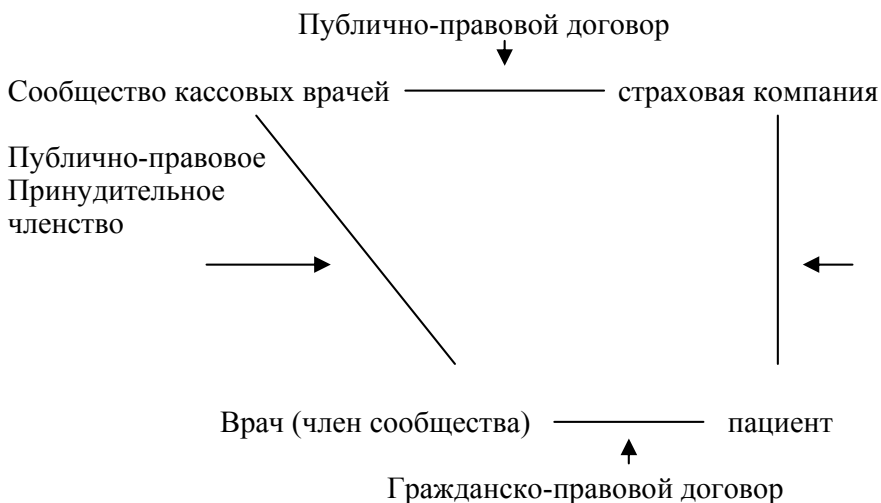 Публично-правовой договор
Сообщество кассовых врачей страховая компания
Публично-правовое
Принудительное
членство
Врач (член сообщества) пациент
Гражданско-правовой договор